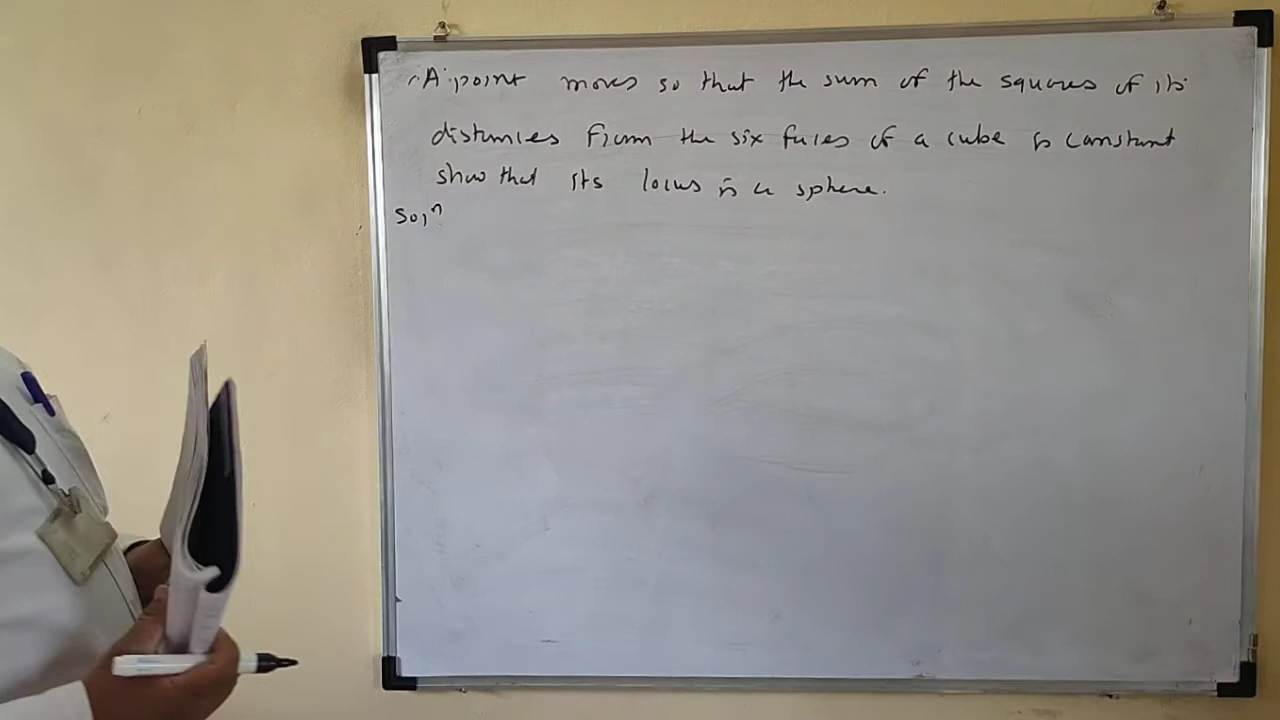 A point moves so that the sum of the squares of its
distances from the six faces of a cube is constant
show that its locus is a sphere.
Solⁿ